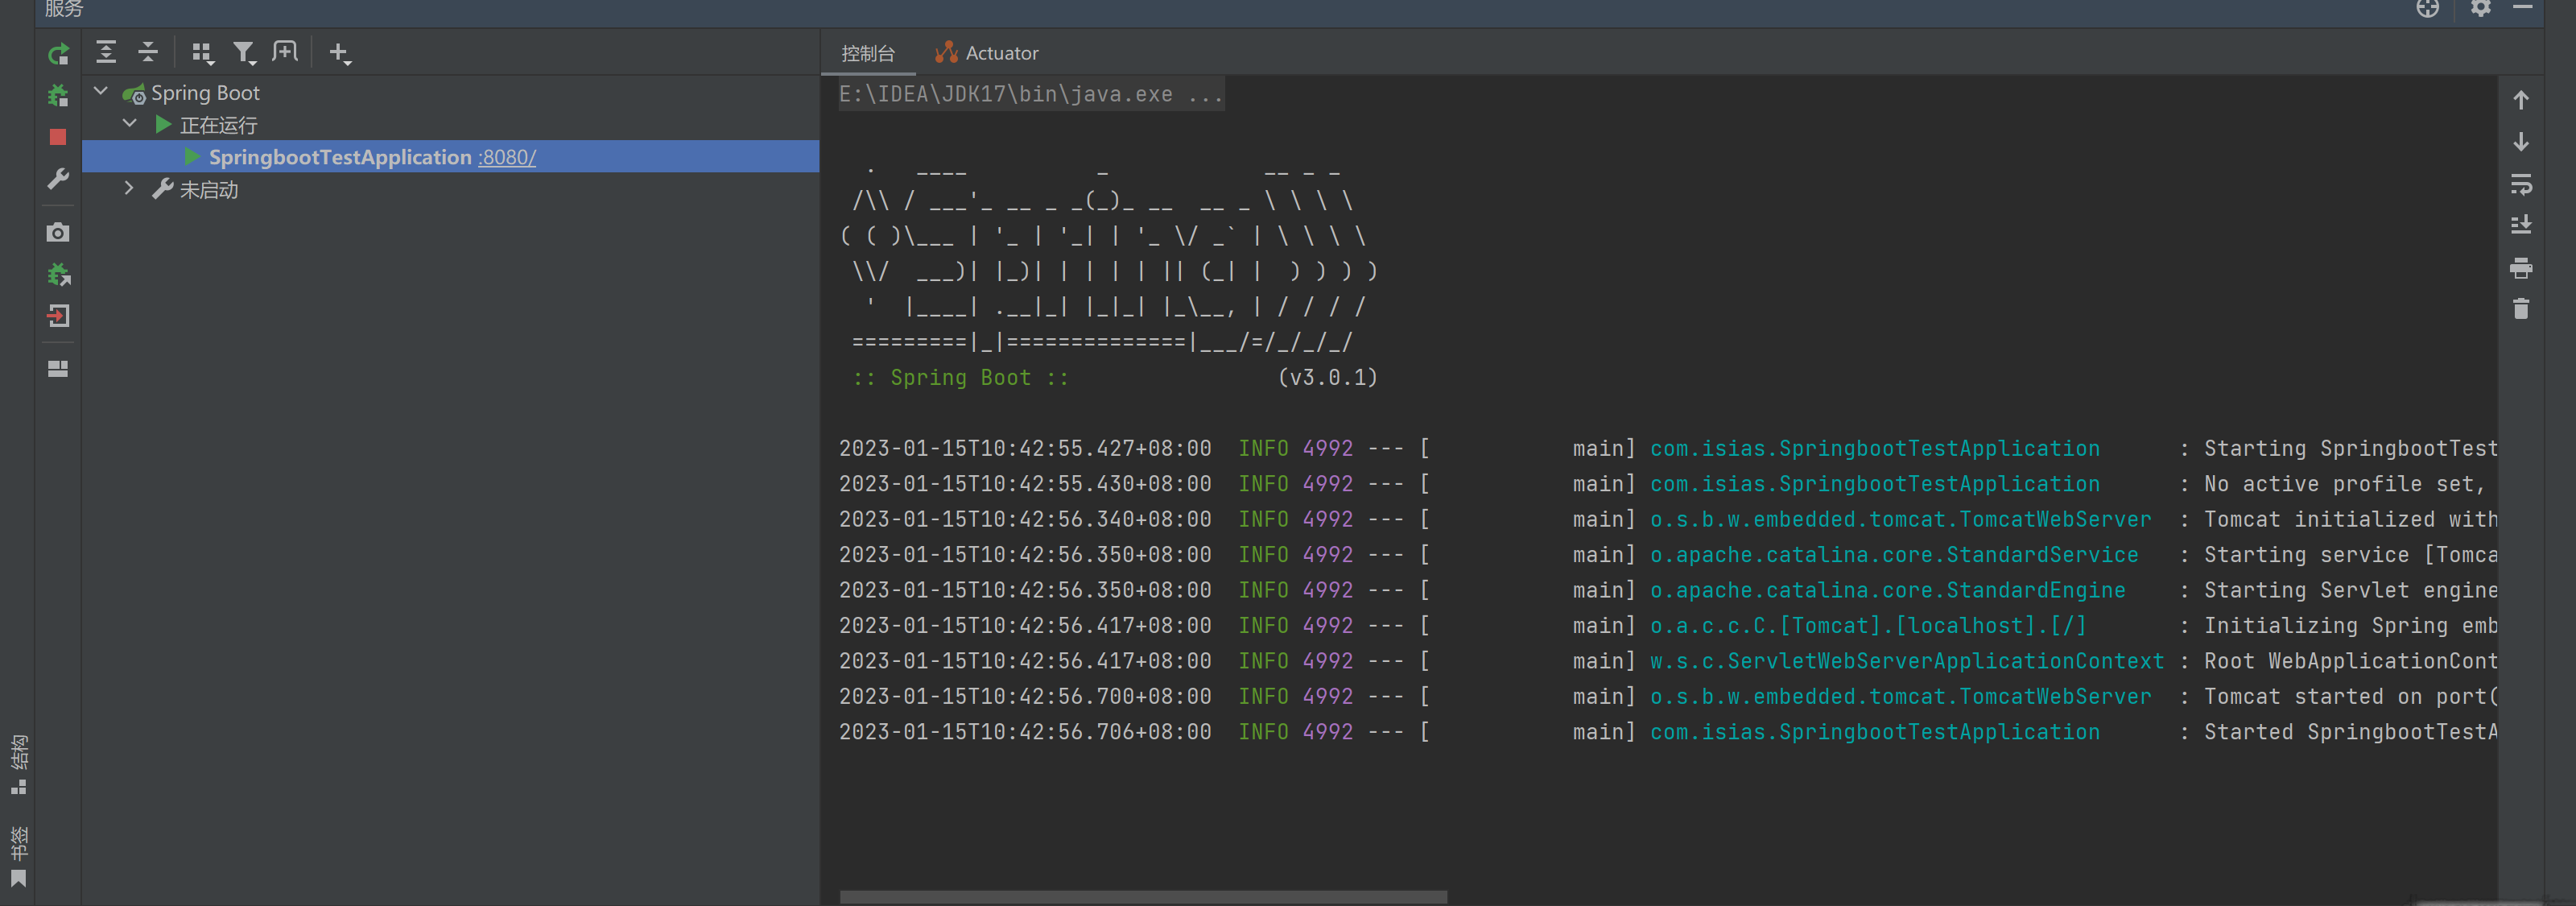 服务
控制台
Actuator
Spring Boot
正在运行
SpringbootTestApplication :8080/
未启动
结构
书签
E:\IDEA\JDK17\bin\java.exe ...
  .   ____          _            __ _ _
 /\\ / ___'_ __ _ _(_)_ __  __ _ \ \ \ \
( ( )\___ | '_ | '_| | '_ \/ _` | \ \ \ \
 \\/  ___)| |_)| | | | | || (_| |  ) ) ) )
  '  |____| .__|_| |_|_| |_\__, | / / / /
 =========|_|==============|___/=/_/_/_/
 :: Spring Boot ::                (v3.0.1)
2023-01-15T10:42:55.427+08:00  INFO 4992 --- [           main] com.isias.SpringbootTestApplication      : Starting SpringbootTest
2023-01-15T10:42:55.430+08:00  INFO 4992 --- [           main] com.isias.SpringbootTestApplication      : No active profile set,
2023-01-15T10:42:56.340+08:00  INFO 4992 --- [           main] o.s.b.w.embedded.tomcat.TomcatWebServer  : Tomcat initialized with
2023-01-15T10:42:56.350+08:00  INFO 4992 --- [           main] o.apache.catalina.core.StandardService   : Starting service [Tomca
2023-01-15T10:42:56.350+08:00  INFO 4992 --- [           main] o.apache.catalina.core.StandardEngine    : Starting Servlet engine
2023-01-15T10:42:56.417+08:00  INFO 4992 --- [           main] o.a.c.c.C.[Tomcat].[localhost].[/]       : Initializing Spring emb
2023-01-15T10:42:56.417+08:00  INFO 4992 --- [           main] w.s.c.ServletWebServerApplicationContext : Root WebApplicationCont
2023-01-15T10:42:56.700+08:00  INFO 4992 --- [           main] o.s.b.w.embedded.tomcat.TomcatWebServer  : Tomcat started on port(
2023-01-15T10:42:56.706+08:00  INFO 4992 --- [           main] com.isias.SpringbootTestApplication      : Started SpringbootTestA